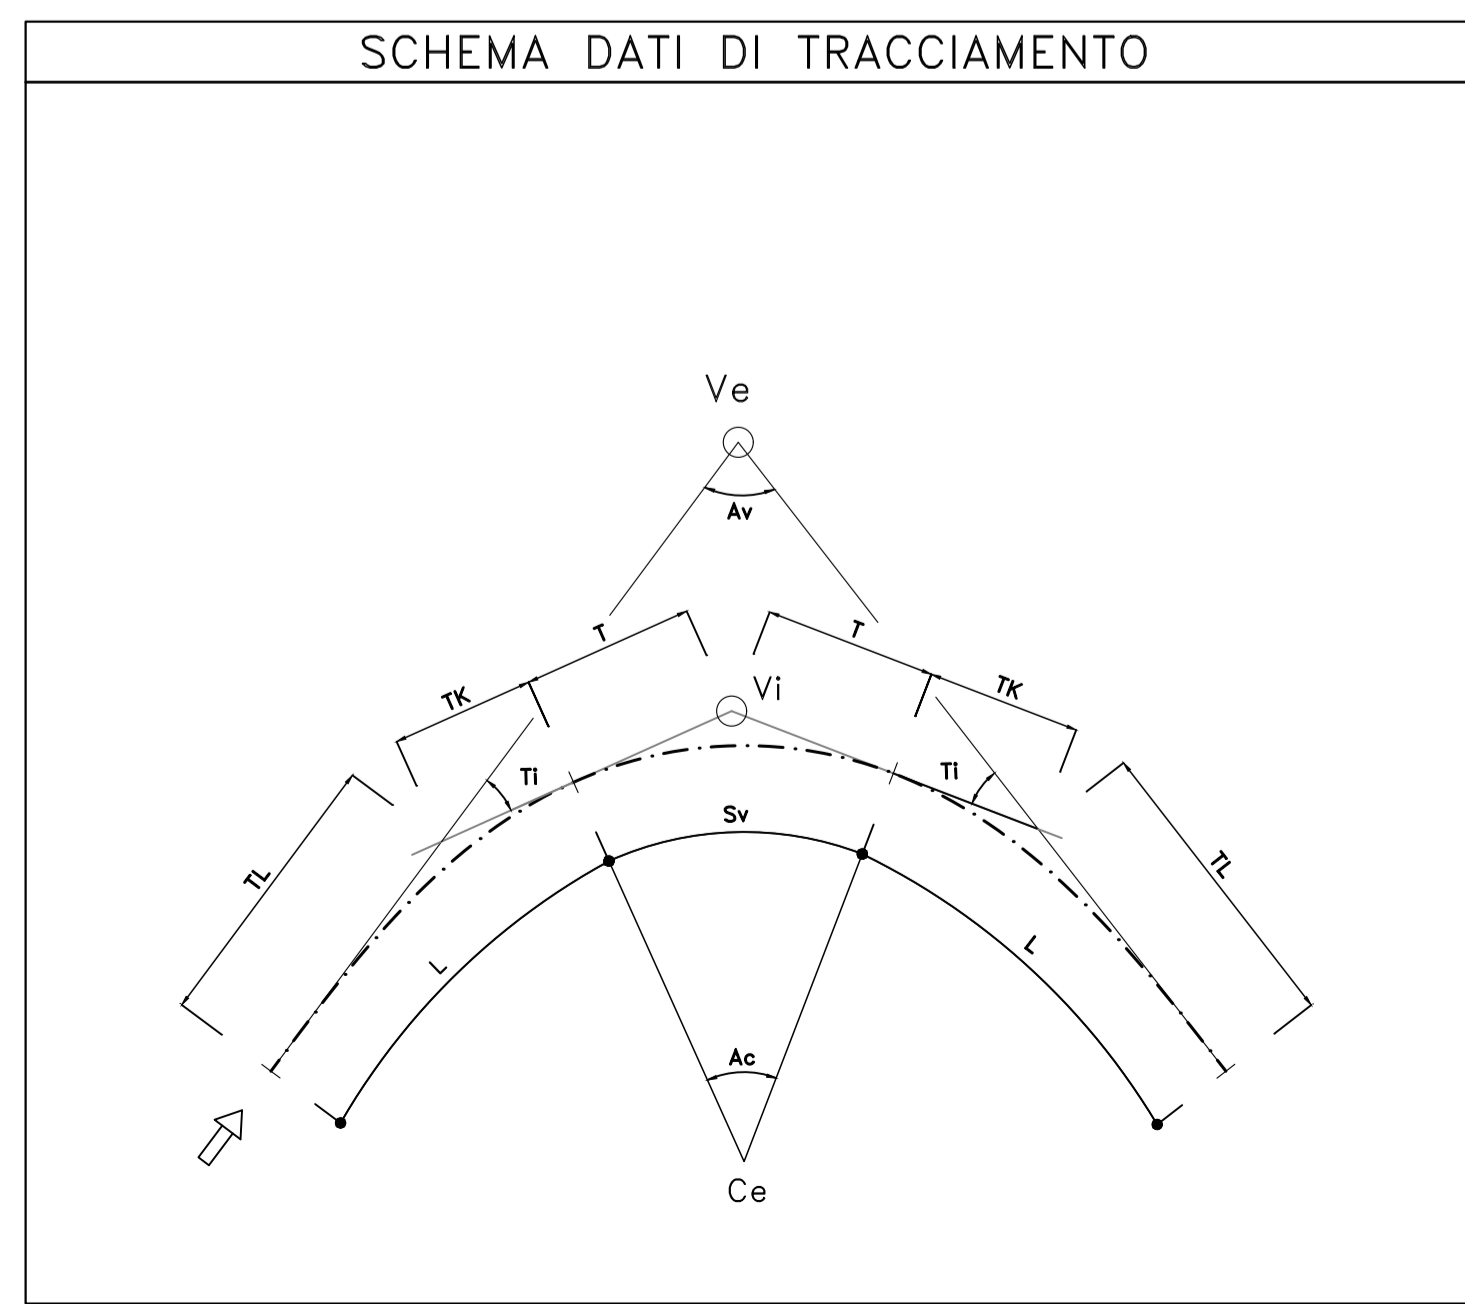 SCHEMA DATI DI TRACCIAMENTO
Ve
Av
T
T
TK
TK
Vi
Ti
Ti
TL
Sv
TL
L
L
Ac
Ce